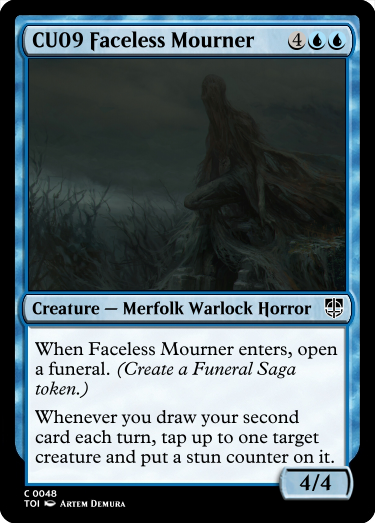 CU09 Faceless Mourner 4
Creature — Merfolk Warlock Horror
When Faceless Mourner enters, open
a funeral. (Create a Funeral Saga
token.)
Whenever you draw your second
card each turn, tap up to one target
creature and put a stun counter on it.
4/4
C 0048
TOI Artem Demura